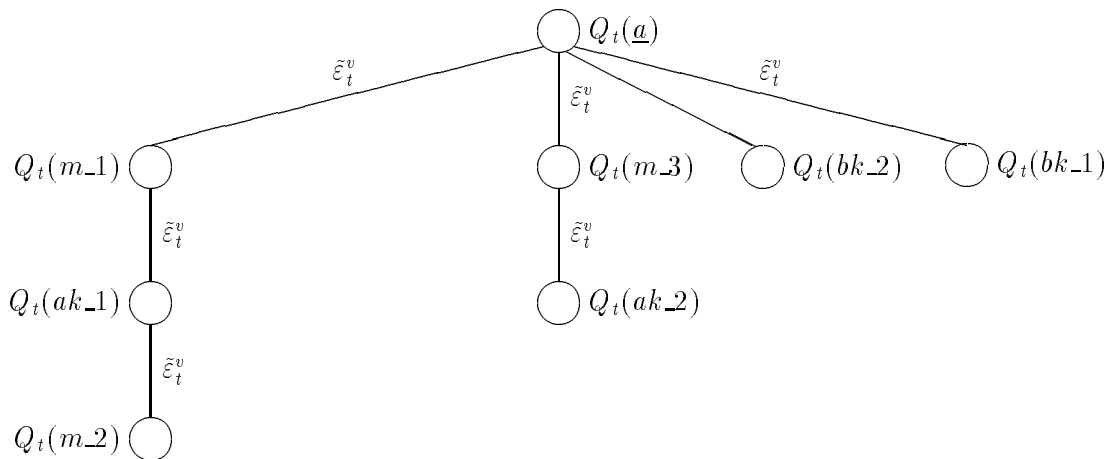 Q_t(a̲)
ε̃_t^v ε̃_t^v ε̃_t^v
Q_t(m_1) Q_t(m_3) Q_t(bk_2) Q_t(bk_1)
ε̃_t^v ε̃_t^v
Q_t(ak_1) Q_t(ak_2)
ε̃_t^v
Q_t(m_2)